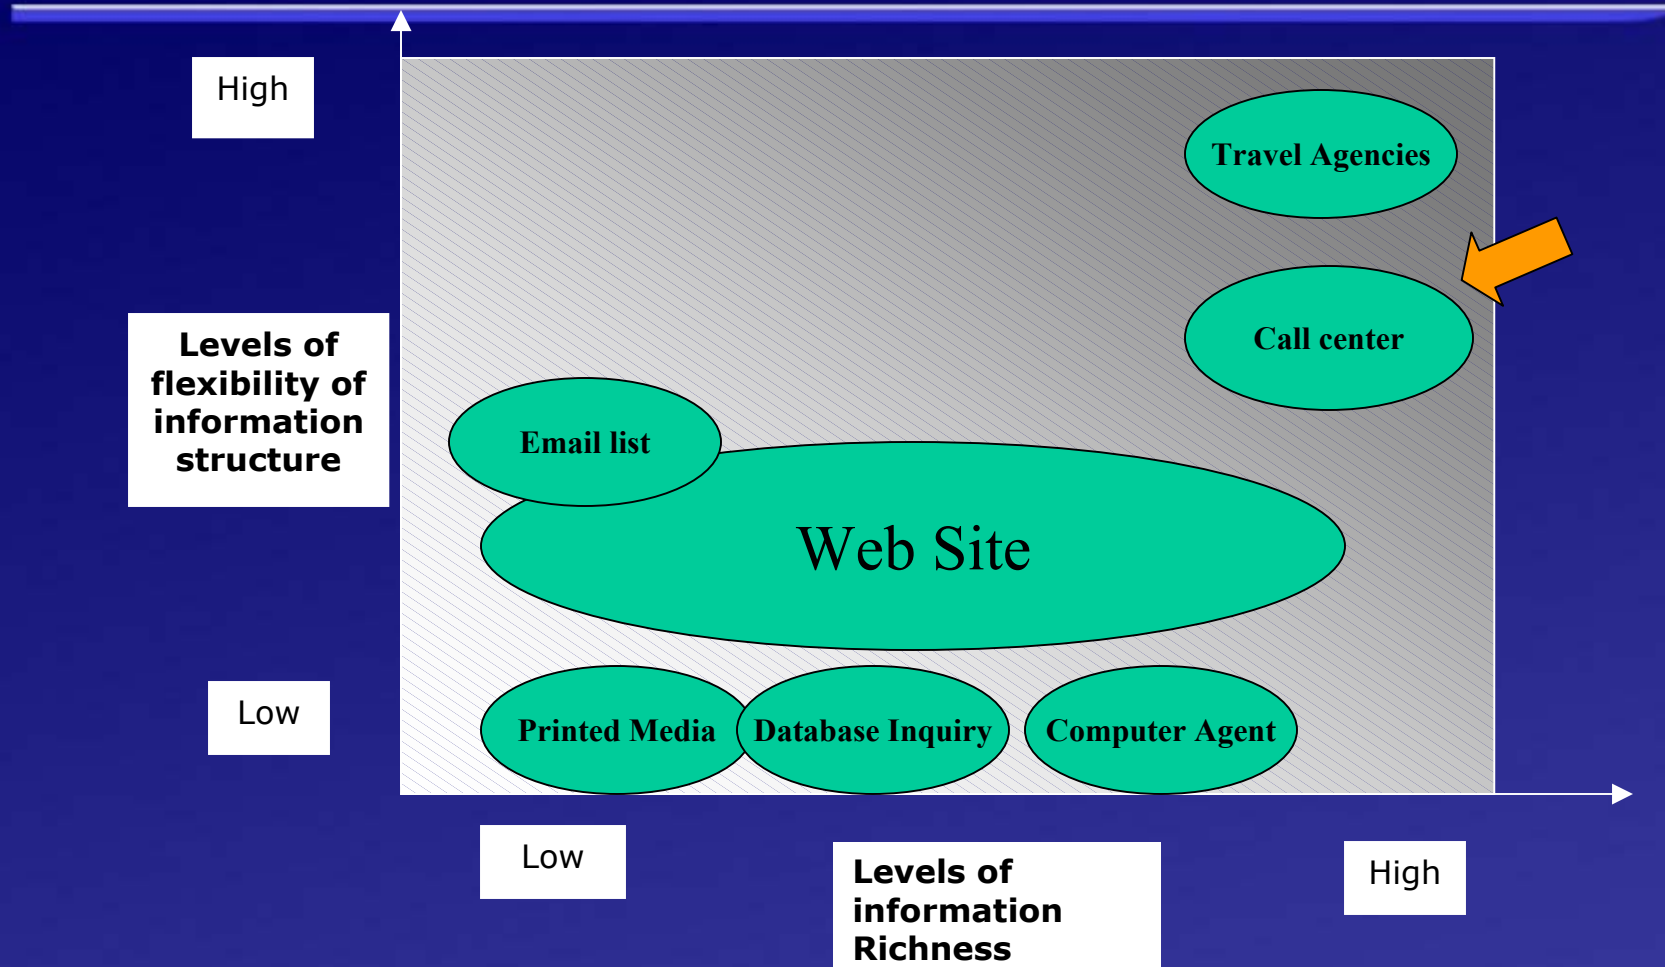 High
Travel Agencies
Call center
Levels of
flexibility of
information
structure
Email list
Web Site
Low
Printed Media
Database Inquiry
Computer Agent
Low
Levels of
information
Richness
High